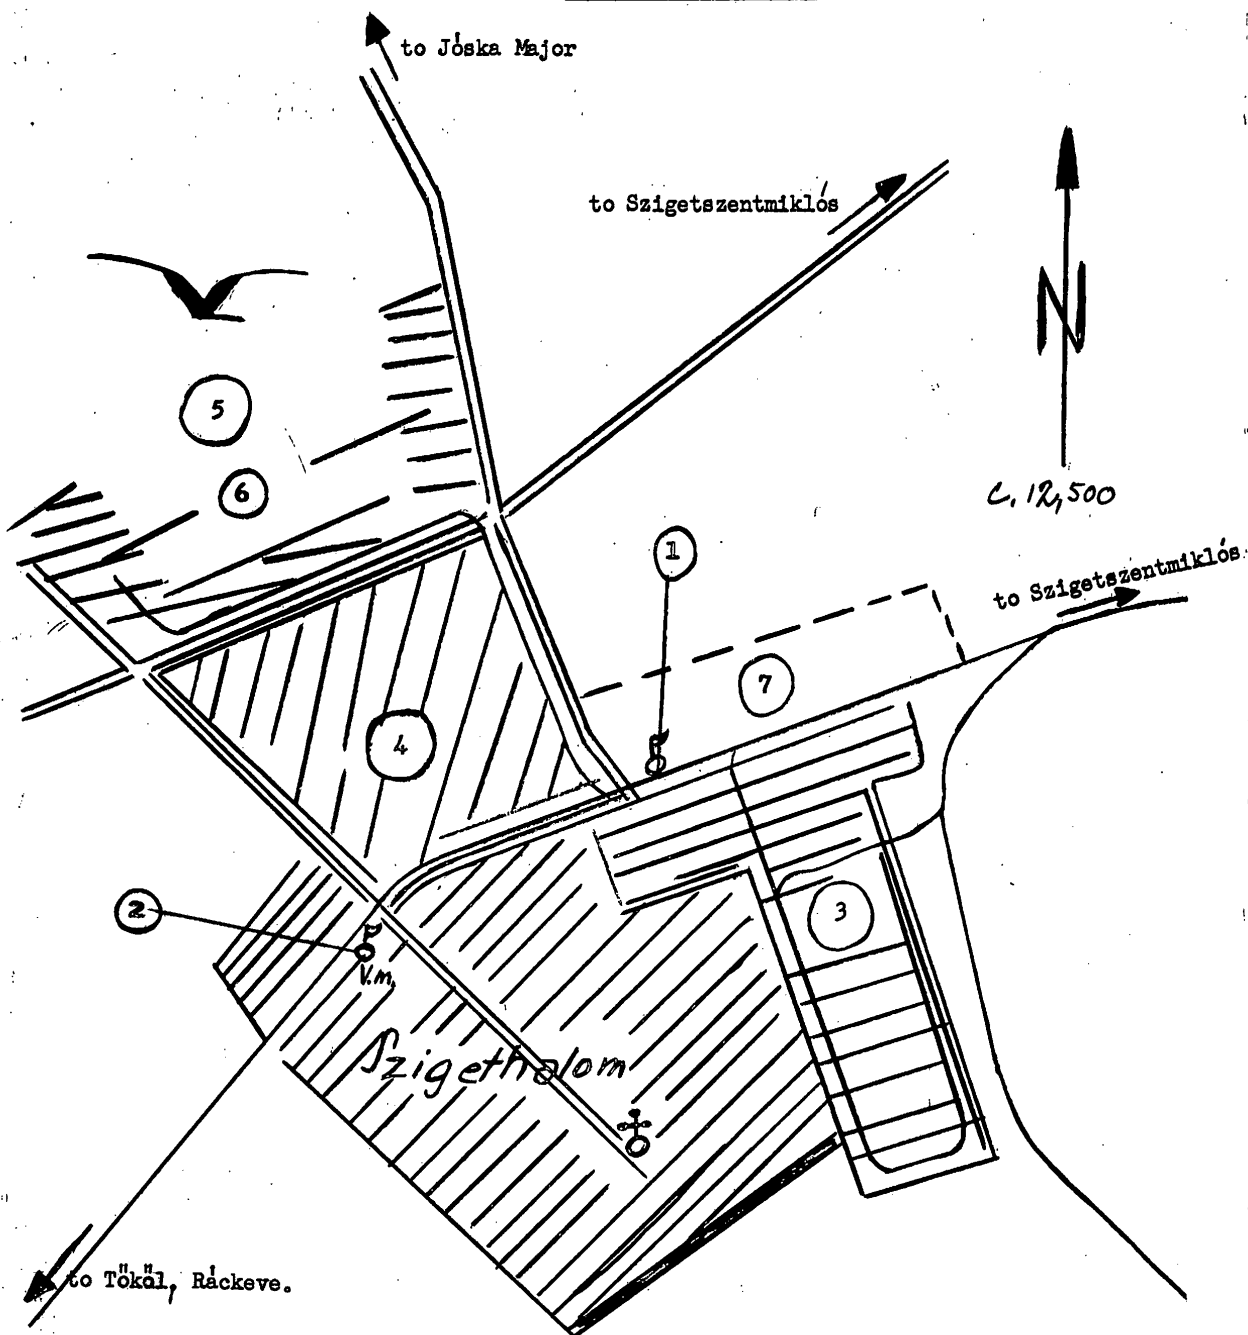 to Jóska Major
to Szigetszentmiklós
N
c. 12,500
5
6
1
to Szigetszentmiklós
7
4
2
3
V.m.
Szigethalom
to Tököl, Ráckeve.